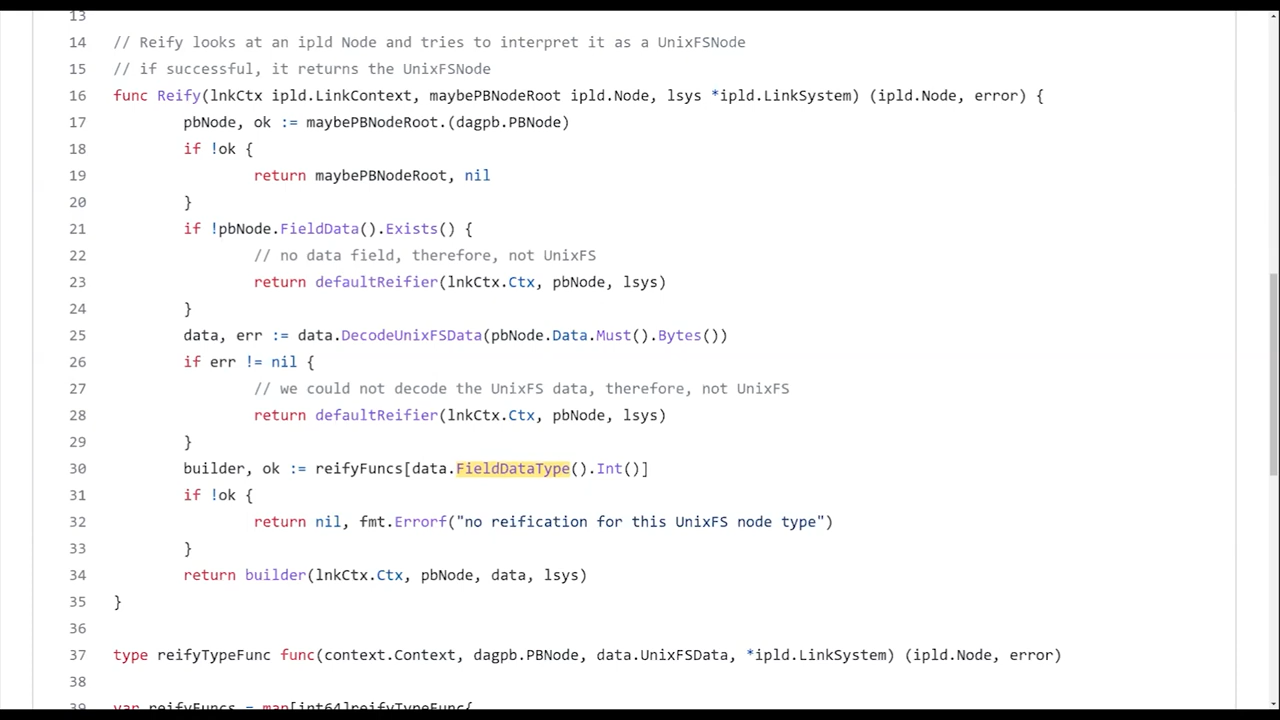 13
14 // Reify looks at an ipld Node and tries to interpret it as a UnixFSNode
15 // if successful, it returns the UnixFSNode
16 func Reify(lnkCtx ipld.LinkContext, maybePBNodeRoot ipld.Node, lsys *ipld.LinkSystem) (ipld.Node, error) {
17 pbNode, ok := maybePBNodeRoot.(dagpb.PBNode)
18 if !ok {
19 return maybePBNodeRoot, nil
20 }
21 if !pbNode.FieldData().Exists() {
22 // no data field, therefore, not UnixFS
23 return defaultReifier(lnkCtx.Ctx, pbNode, lsys)
24 }
25 data, err := data.DecodeUnixFSData(pbNode.Data.Must().Bytes())
26 if err != nil {
27 // we could not decode the UnixFS data, therefore, not UnixFS
28 return defaultReifier(lnkCtx.Ctx, pbNode, lsys)
29 }
30 builder, ok := reifyFuncs[data.FieldDataType().Int()]
31 if !ok {
32 return nil, fmt.Errorf("no reification for this UnixFS node type")
33 }
34 return builder(lnkCtx.Ctx, pbNode, data, lsys)
35 }
36
37 type reifyTypeFunc func(context.Context, dagpb.PBNode, data.UnixFSData, *ipld.LinkSystem) (ipld.Node, error)
38
39 var reifyFuncs = map[int64]reifyTypeFunc{